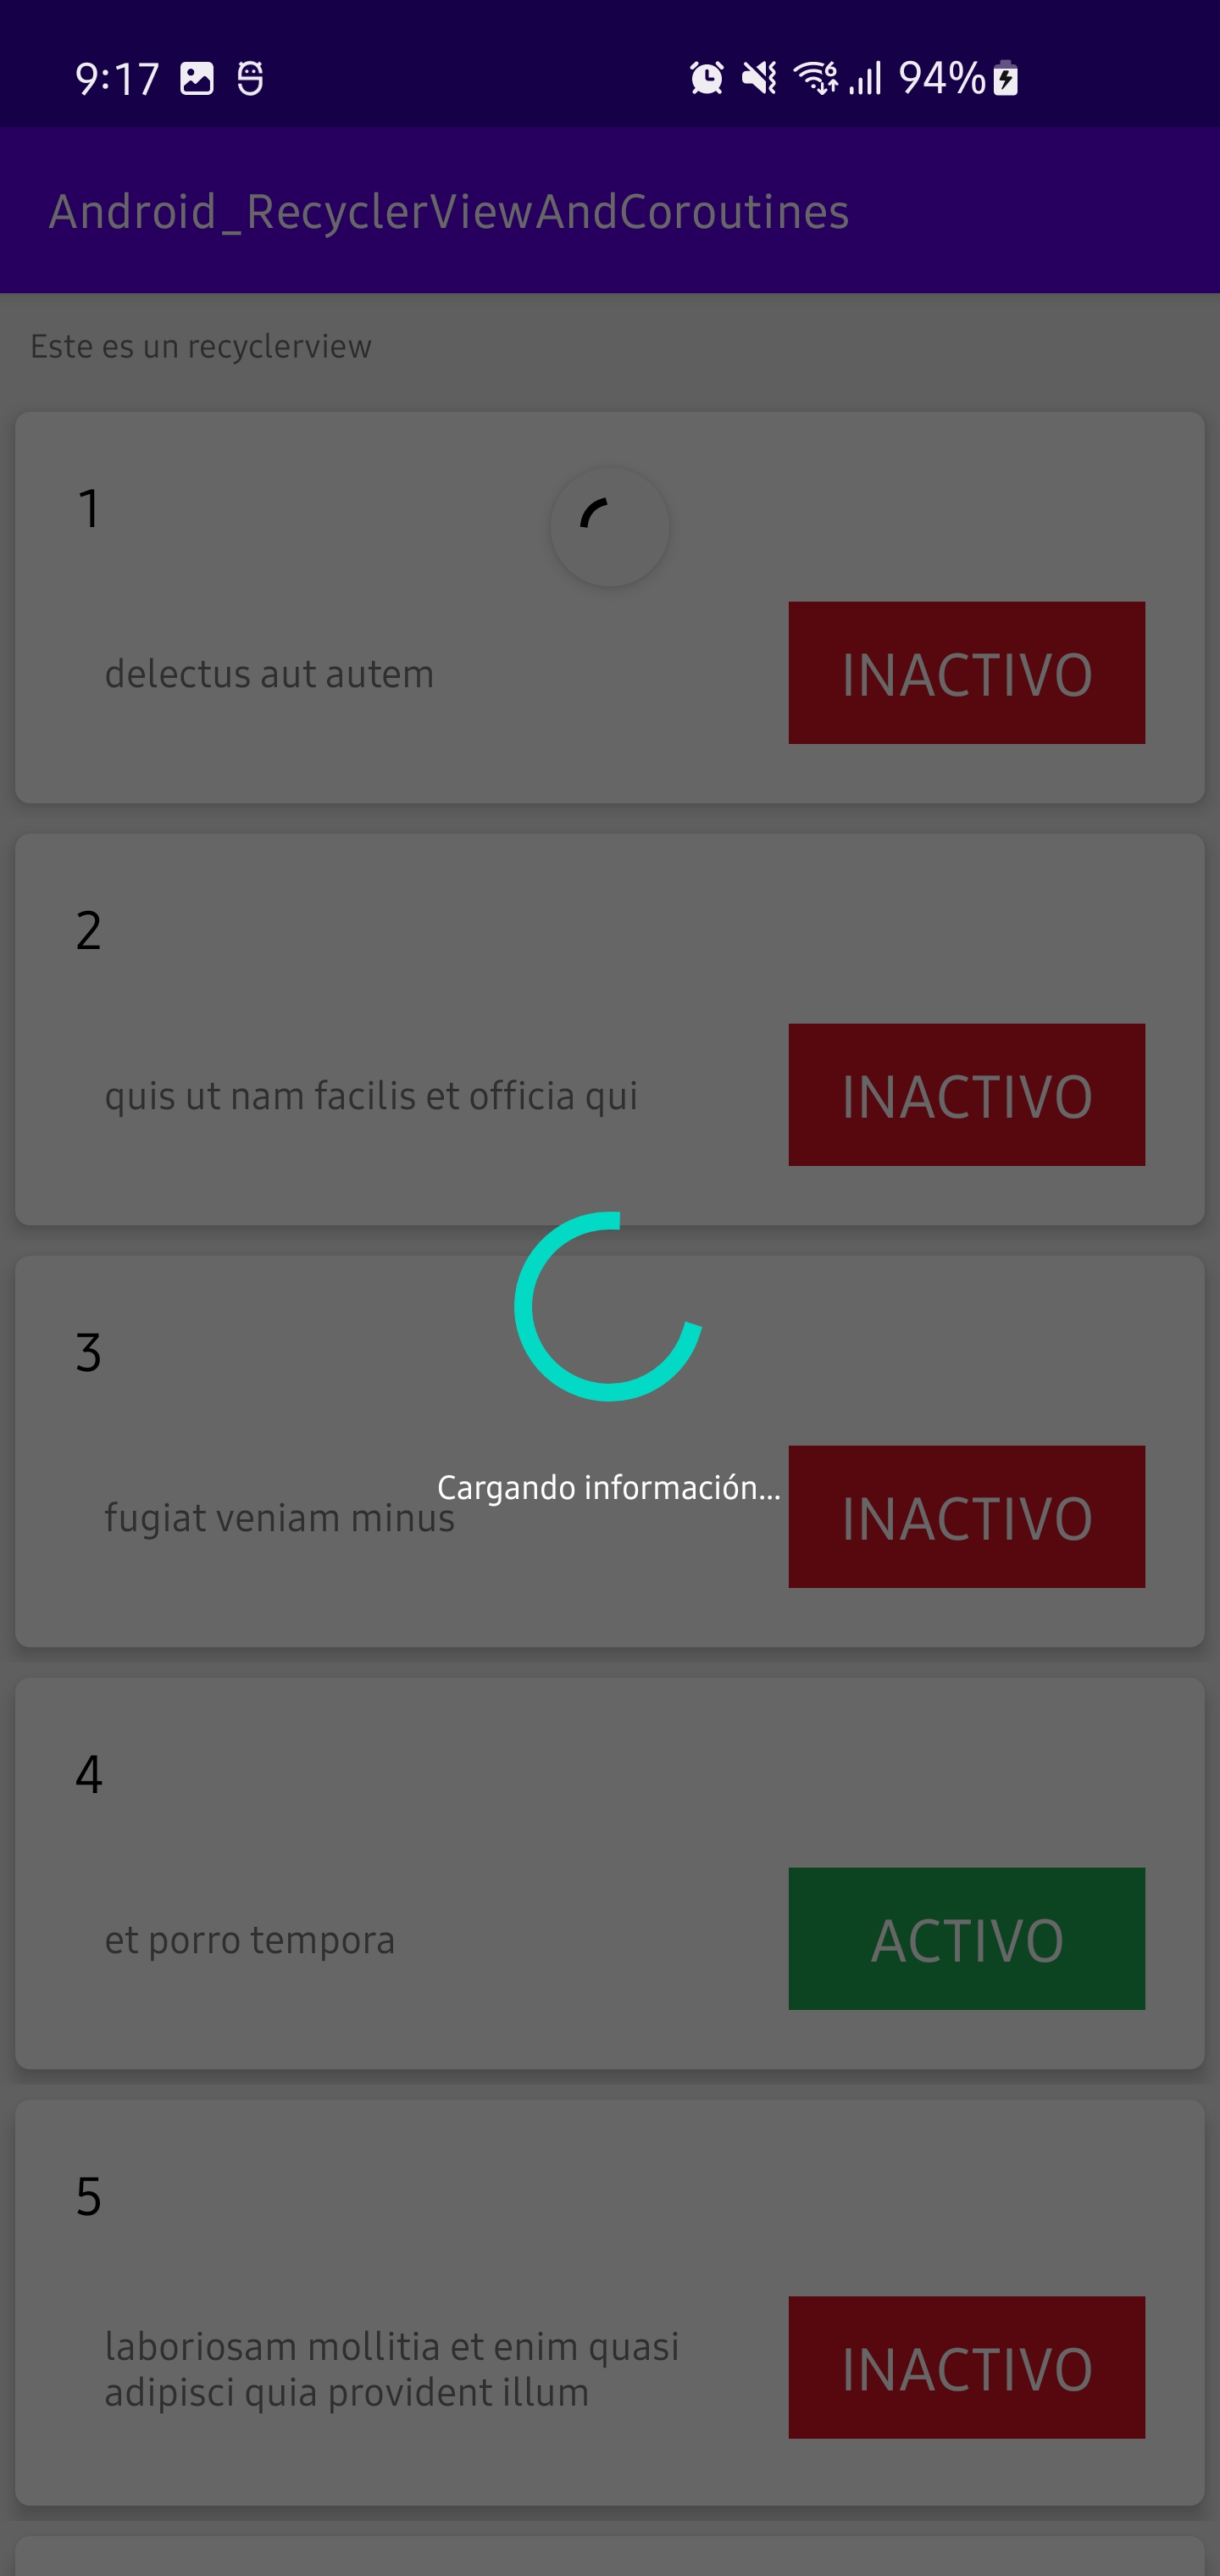 9:17 94%
Android_RecyclerViewAndCoroutines
Este es un recyclerview
1
delectus aut autem INACTIVO
2
quis ut nam facilis et officia qui INACTIVO
3
Cargando información...
fugiat veniam minus INACTIVO
4
et porro tempora ACTIVO
5
laboriosam mollitia et enim quasi
adipisci quia provident illum INACTIVO